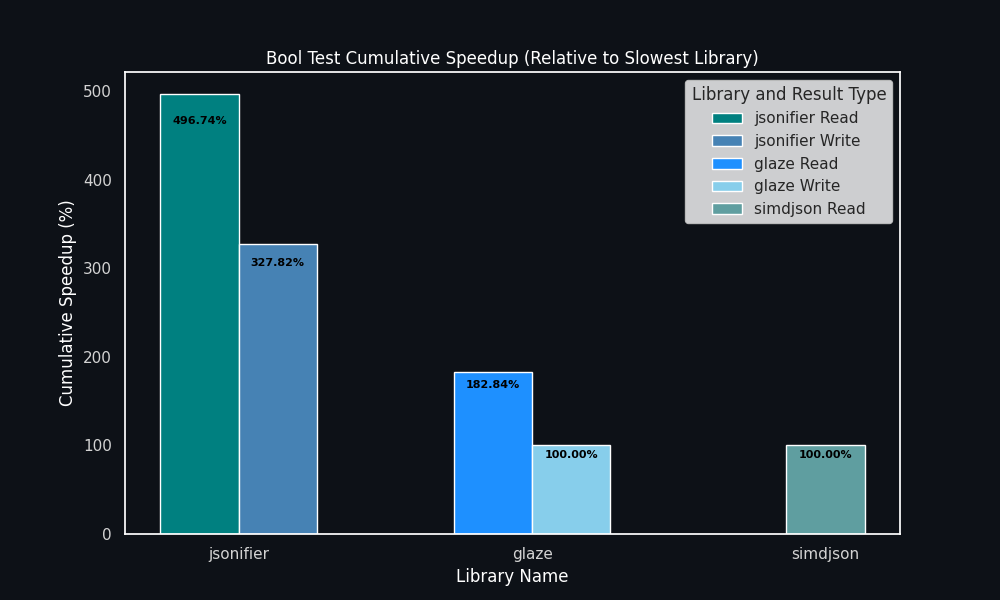 Bool Test Cumulative Speedup (Relative to Slowest Library)
Cumulative Speedup (%)
500
400
300
200
100
0
496.74%
327.82%
182.84%
100.00%
100.00%
Library and Result Type
jsonifier Read
jsonifier Write
glaze Read
glaze Write
simdjson Read
jsonifier
glaze
simdjson
Library Name